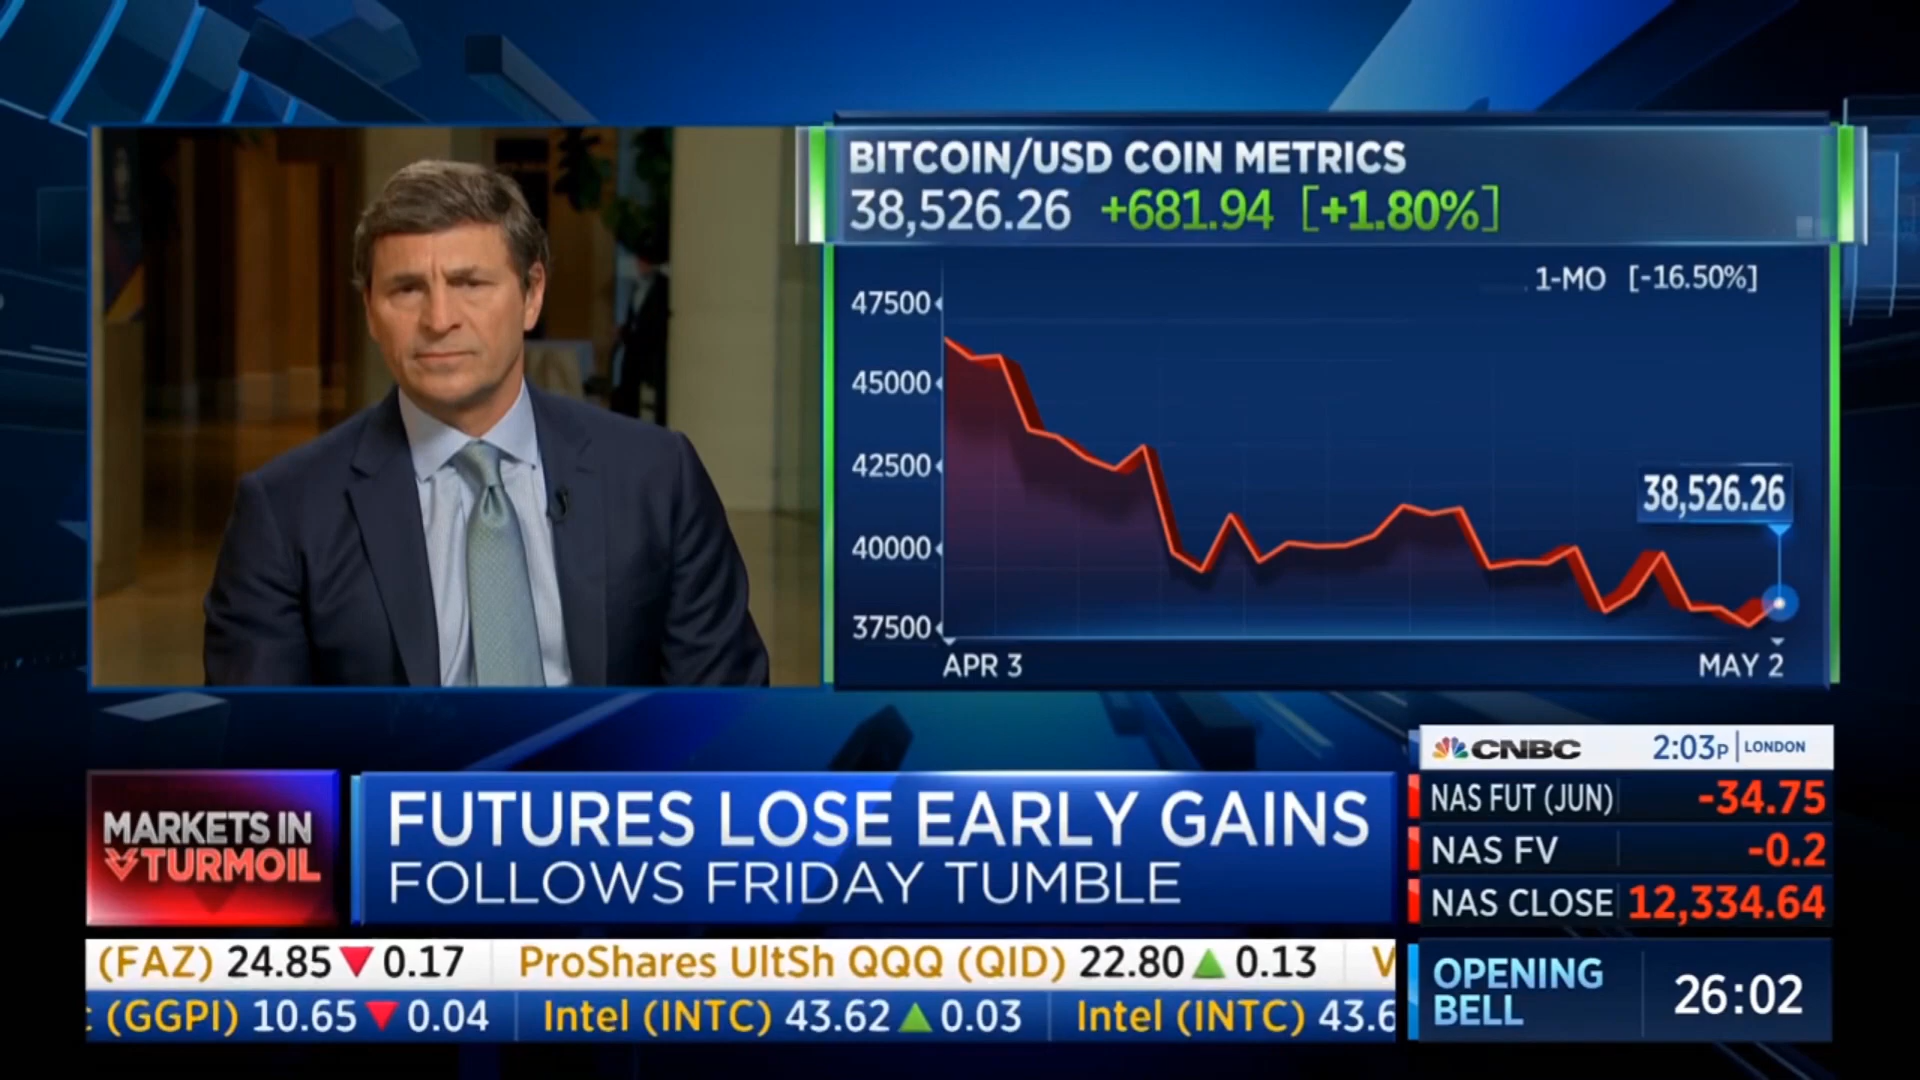 BITCOIN/USD COIN METRICS
38,526.26 +681.94 [+1.80%]
1-MO [-16.50%]
47500
45000
42500
40000
37500
38,526.26
APR 3
MAY 2
CNBC 2:03P LONDON
MARKETS IN
TURMOIL
FUTURES LOSE EARLY GAINS
FOLLOWS FRIDAY TUMBLE
NAS FUT (JUN) -34.75
NAS FV -0.2
NAS CLOSE 12,334.64
(FAZ) 24.85 ▼ 0.17 ProShares UltSh QQQ (QID) 22.80 ▲ 0.13 V
(GGPI) 10.65 ▼ 0.04 Intel (INTC) 43.62 ▲ 0.03 Intel (INTC) 43.6
OPENING
BELL
26:02